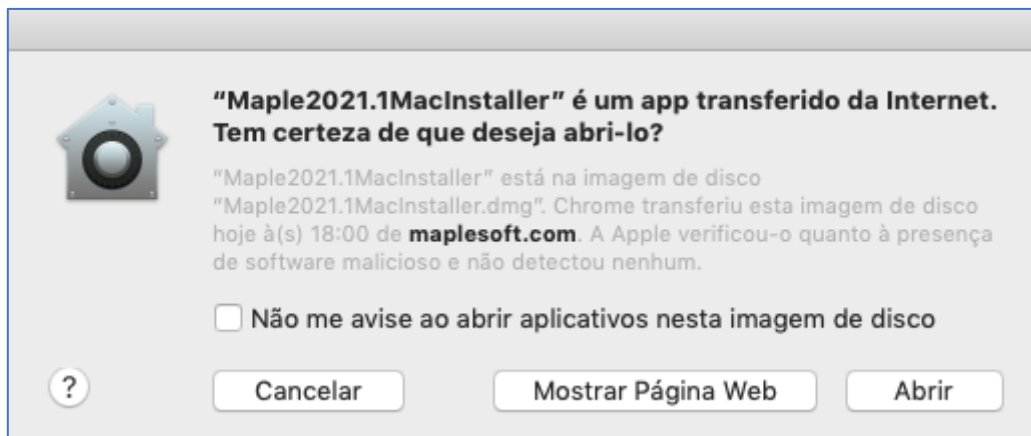 “Maple2021.1MacInstaller” é um app transferido da Internet.
Tem certeza de que deseja abri-lo?
“Maple2021.1MacInstaller” está na imagem de disco
“Maple2021.1MacInstaller.dmg”. Chrome transferiu esta imagem de disco
hoje à(s) 18:00 de maplesoft.com. A Apple verificou-o quanto à presença
de software malicioso e não detectou nenhum.
Não me avise ao abrir aplicativos nesta imagem de disco
? Cancelar Mostrar Página Web Abrir